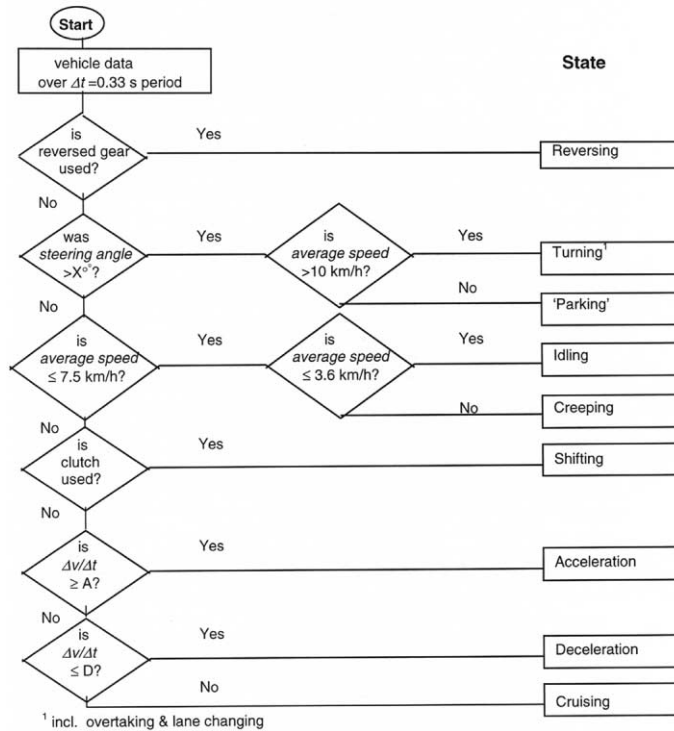 Start
vehicle data
over Δt =0.33 s period
State
is
reversed gear
used?
Yes
Reversing
No
was
steering angle
>X°*?
Yes
is
average speed
>10 km/h?
Yes
Turning¹
No
'Parking'
No
is
average speed
≤ 7.5 km/h?
Yes
is
average speed
≤ 3.6 km/h?
Yes
Idling
No
Creeping
No
is
clutch
used?
Yes
Shifting
No
is
Δv/Δt
≥ A?
Yes
Acceleration
No
is
Δv/Δt
≤ D?
Yes
Deceleration
No
Cruising
¹ incl. overtaking & lane changing